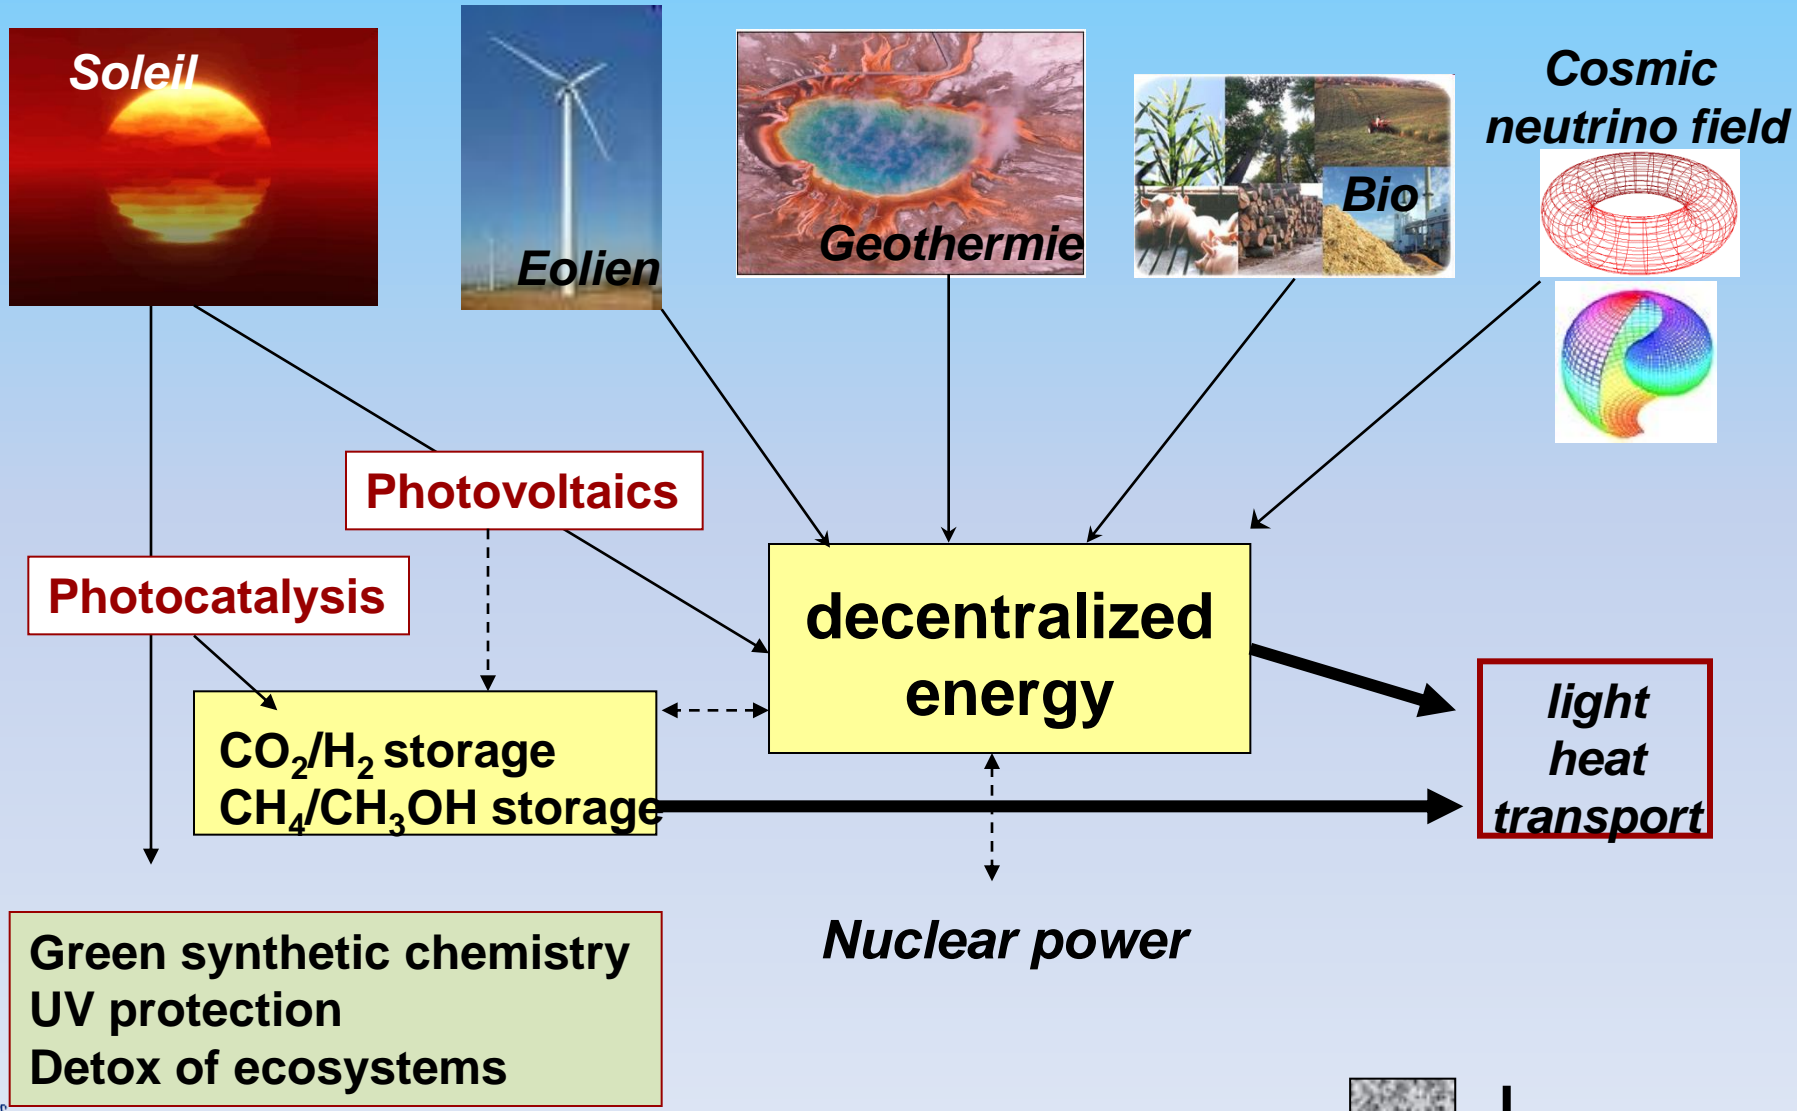 Soleil
Eolien
Geothermie
Bio
Cosmic
neutrino field
Photovoltaics
Photocatalysis
decentralized
energy
CO₂/H₂ storage
CH₄/CH₃OH storage
light
heat
transport
Nuclear power
Green synthetic chemistry
UV protection
Detox of ecosystems